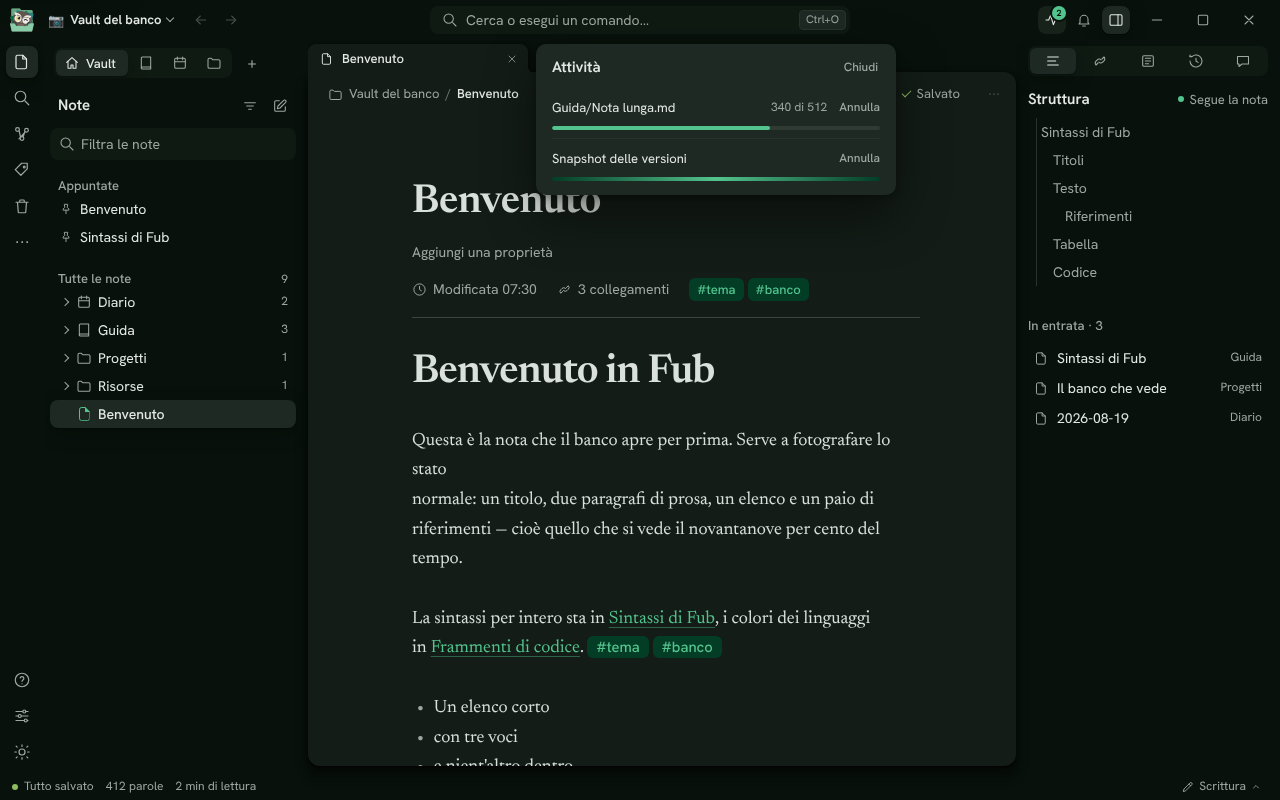 Vault del banco
Cerca o esegui un comando…
Ctrl+O
2
Vault
Note
Filtra le note
Appuntate
Benvenuto
Sintassi di Fub
Tutte le note 9
Diario 2
Guida 3
Progetti 1
Risorse 1
Benvenuto
Benvenuto
Vault del banco / Benvenuto
Salvato
Attività
Chiudi
Guida/Nota lunga.md 340 di 512 Annulla
Snapshot delle versioni Annulla
Benvenuto
Aggiungi una proprietà
Modificata 07:30 3 collegamenti #tema #banco
Benvenuto in Fub
Questa è la nota che il banco apre per prima. Serve a fotografare lo
stato
normale: un titolo, due paragrafi di prosa, un elenco e un paio di
riferimenti — cioè quello che si vede il novantanove per cento del
tempo.
La sintassi per intero sta in Sintassi di Fub, i colori dei linguaggi
in Frammenti di codice. #tema #banco
Un elenco corto
con tre voci
e nient'altro dentro
Struttura
Segue la nota
Sintassi di Fub
Titoli
Testo
Riferimenti
Tabella
Codice
In entrata · 3
Sintassi di Fub Guida
Il banco che vede Progetti
2026-08-19 Diario
Tutto salvato 412 parole 2 min di lettura
Scrittura